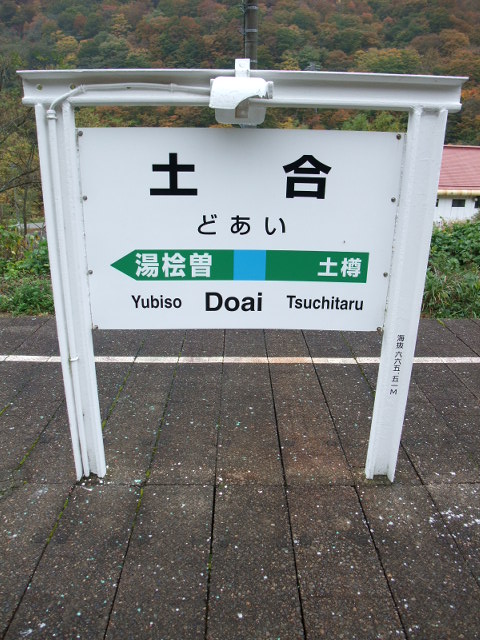 土合
どあい
湯桧曽 土樽
Yubiso Doai Tsuchitaru
海抜 六六五.五一M